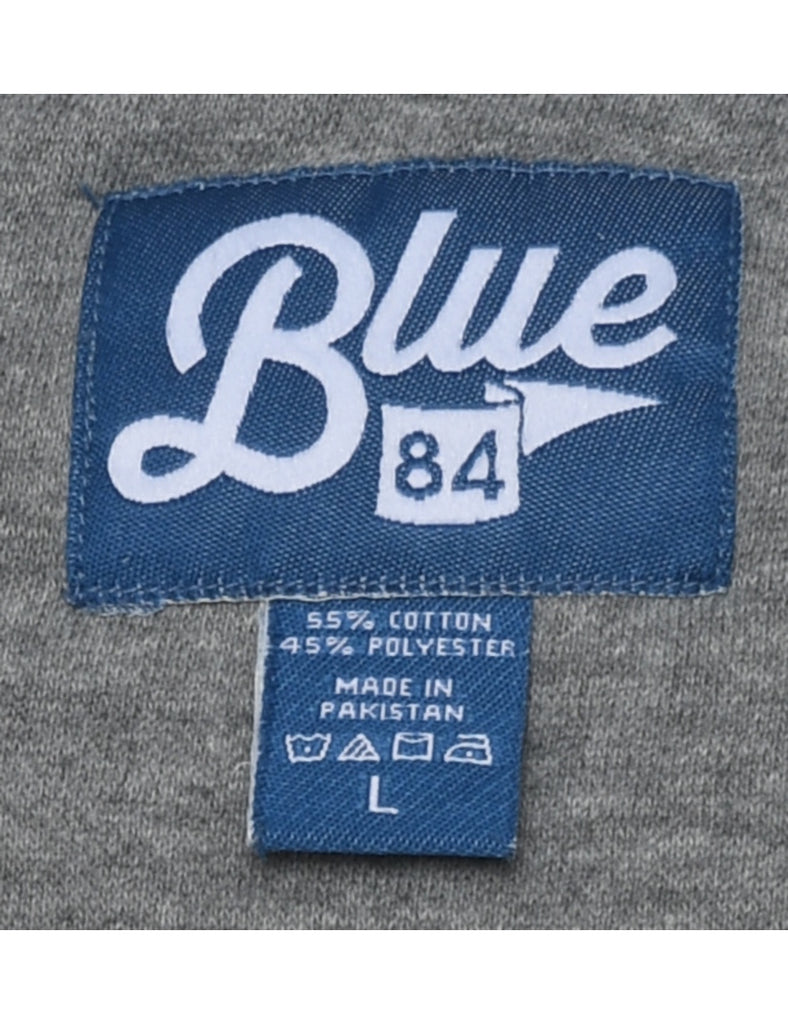 Blue
84
55% COTTON
45% POLYESTER
MADE IN
PAKISTAN
L